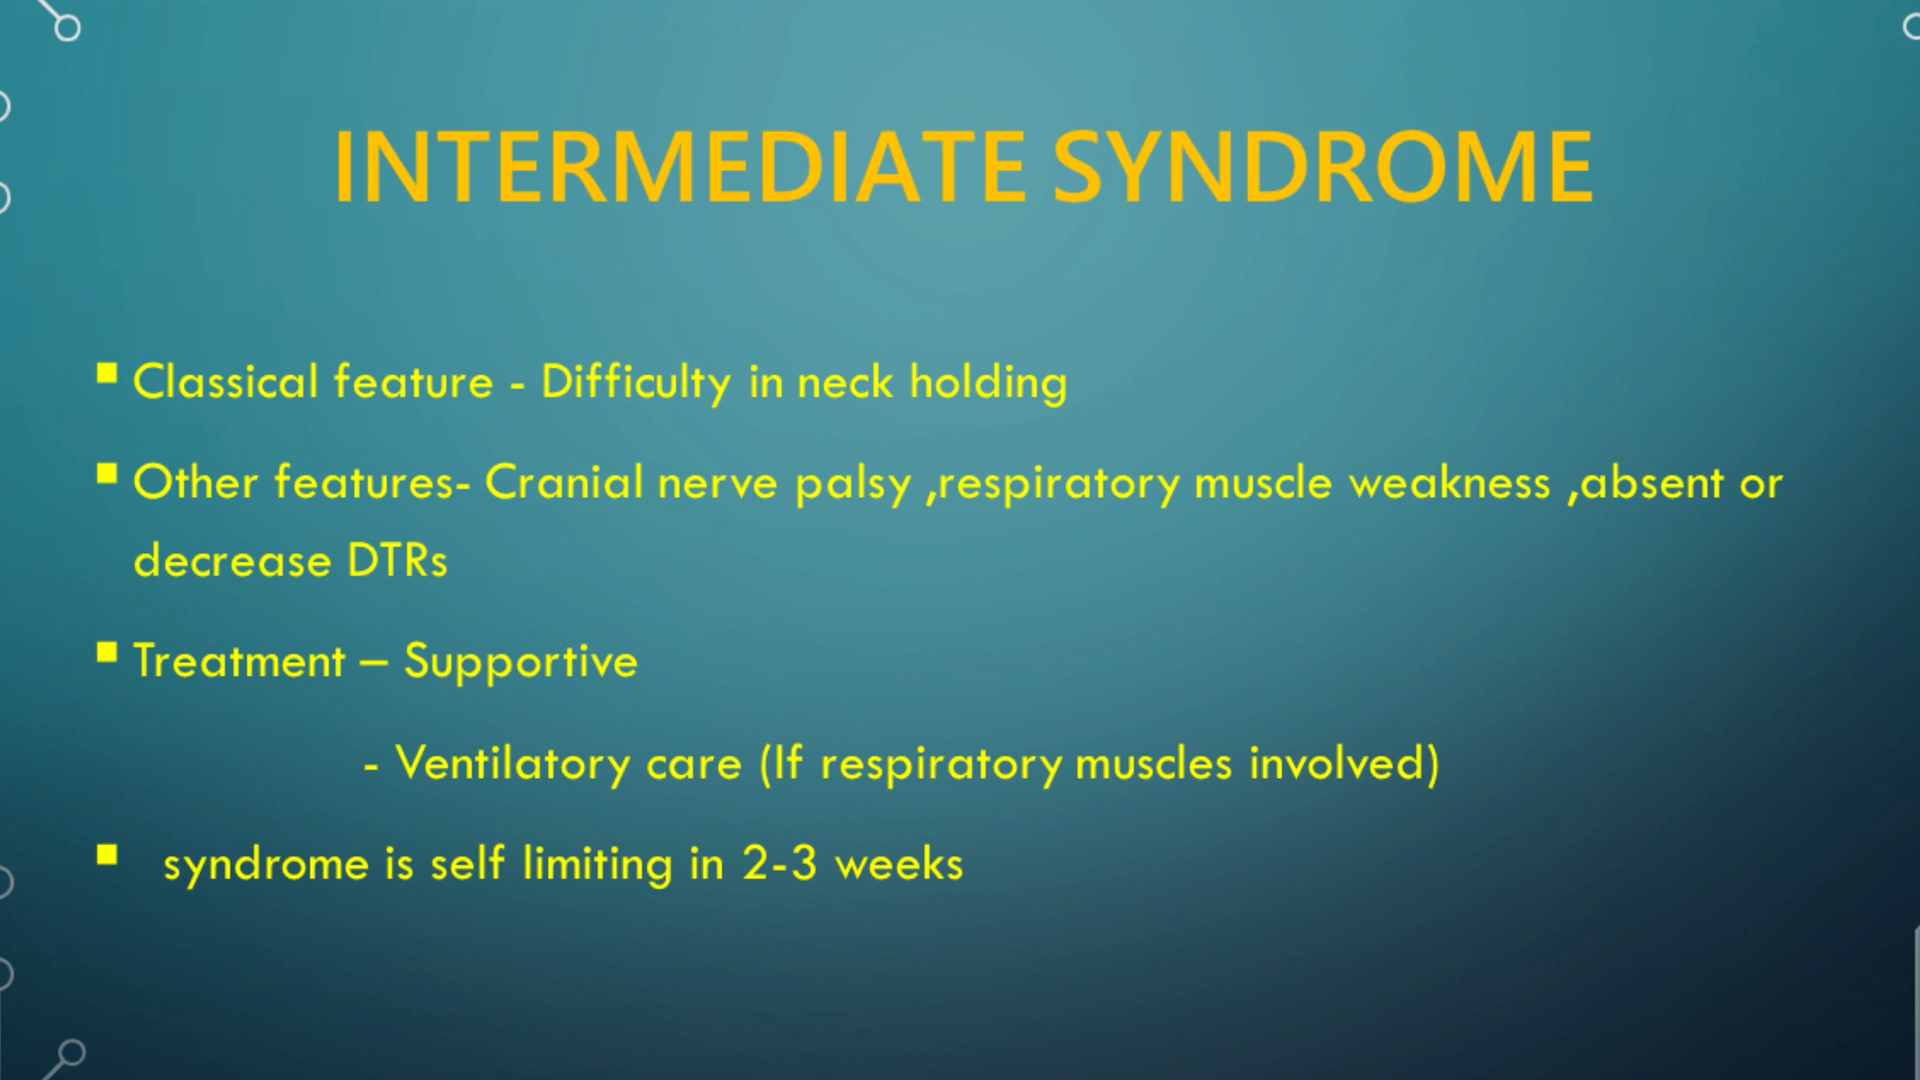 INTERMEDIATE SYNDROME
Classical feature - Difficulty in neck holding
Other features- Cranial nerve palsy ,respiratory muscle weakness ,absent or
decrease DTRs
Treatment – Supportive
- Ventilatory care (If respiratory muscles involved)
syndrome is self limiting in 2-3 weeks